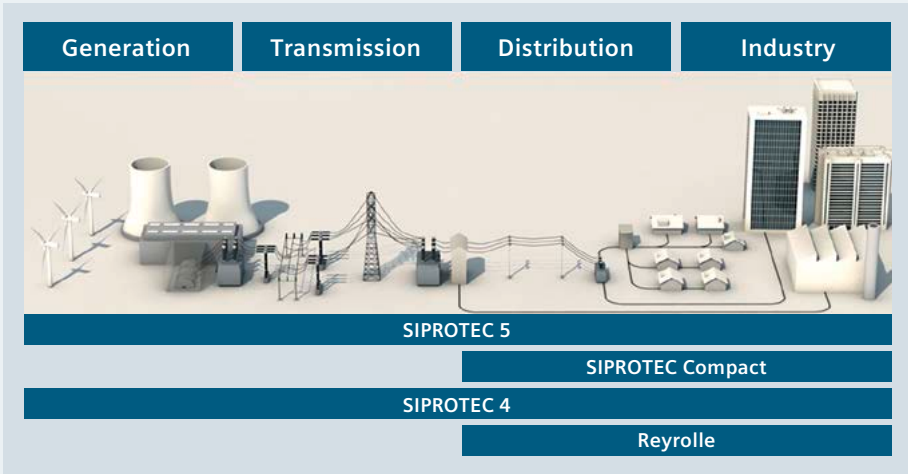 Generation
Transmission
Distribution
Industry
SIPROTEC 5
SIPROTEC Compact
SIPROTEC 4
Reyrolle